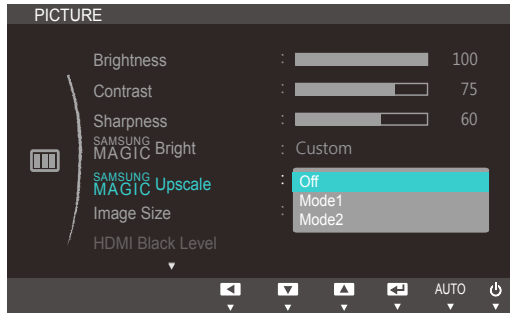 PICTURE
Brightness : 100
Contrast : 75
Sharpness : 60
SAMSUNG MAGIC Bright : Custom
SAMSUNG MAGIC Upscale : Off
Mode1
Image Size :
Mode2
HDMI Black Level
AUTO